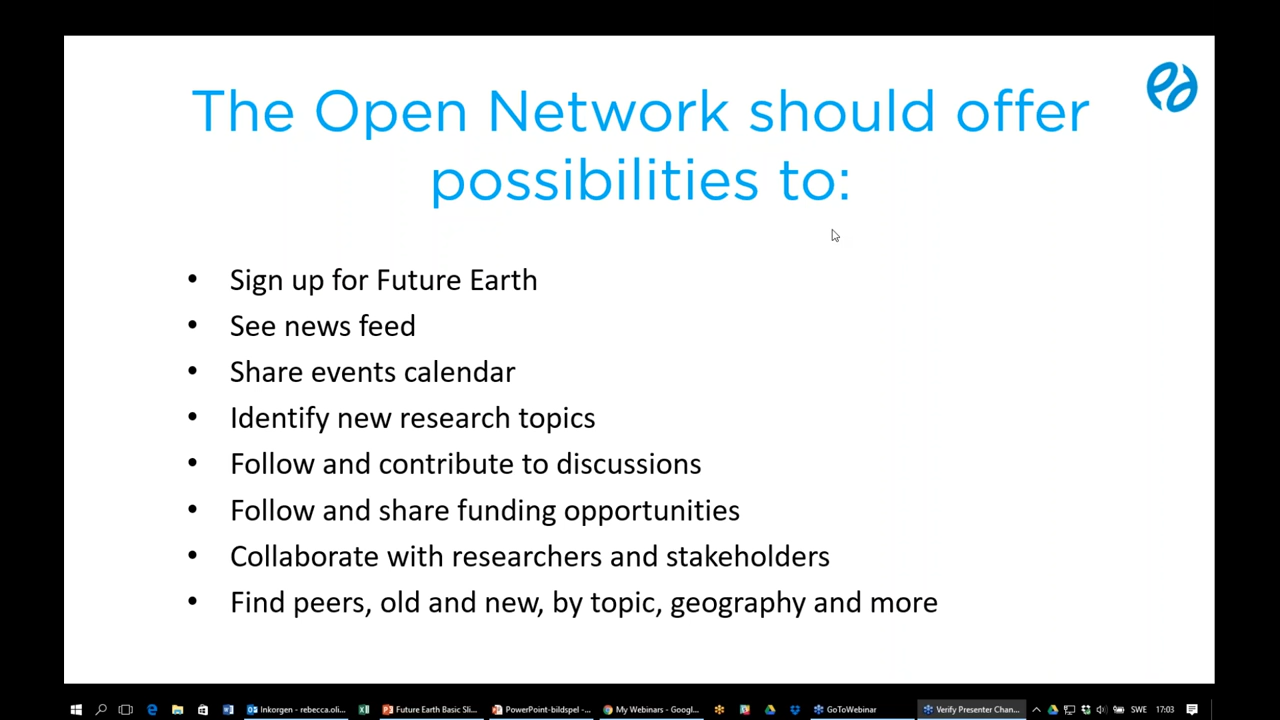 The Open Network should offer
possibilities to:
• Sign up for Future Earth
• See news feed
• Share events calendar
• Identify new research topics
• Follow and contribute to discussions
• Follow and share funding opportunities
• Collaborate with researchers and stakeholders
• Find peers, old and new, by topic, geography and more
Inkorgen - rebecca.oli... Future Earth Basic Sli... PowerPoint-bildspel -... My Webinars - Googl... GoToWebinar Verify Presenter Chan... SWE 17:03